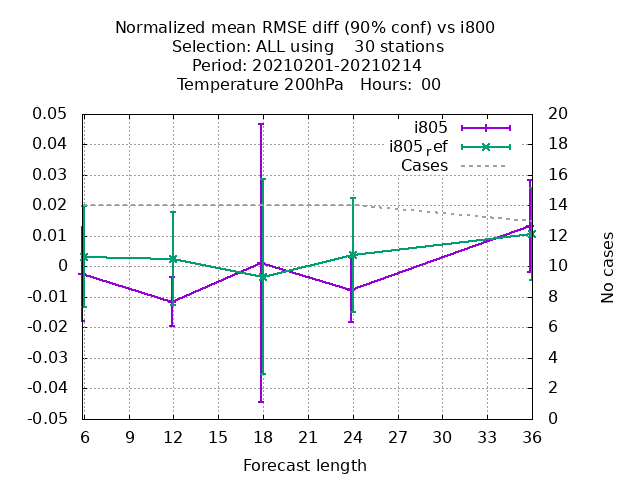 Normalized mean RMSE diff (90% conf) vs i800
Selection: ALL using    30 stations
Period: 20210201-20210214
Temperature 200hPa   Hours:  00
0.05
0.04
0.03
0.02
0.01
0
-0.01
-0.02
-0.03
-0.04
-0.05
i805
i805ref
Cases
20
18
16
14
12
10
8
6
4
2
0
No cases
6 9 12 15 18 21 24 27 30 33 36
Forecast length